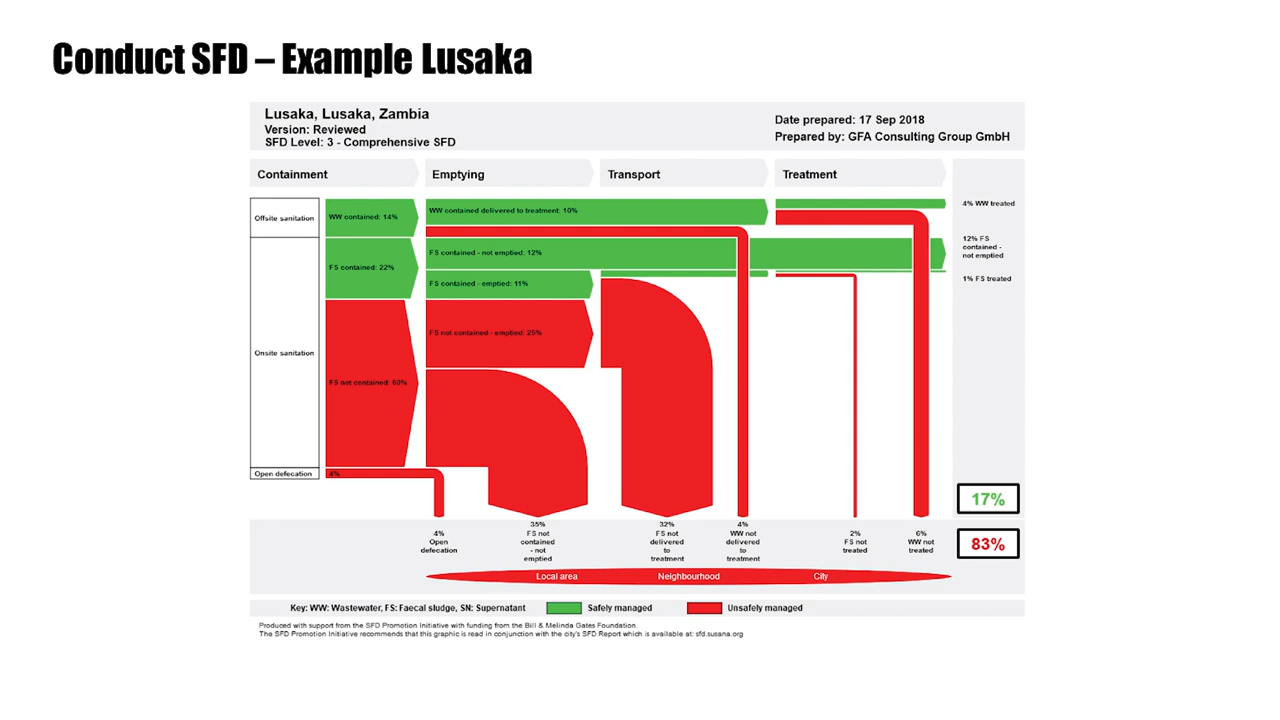 Conduct SFD – Example Lusaka
Lusaka, Lusaka, Zambia
Version: Reviewed
SFD Level: 3 - Comprehensive SFD
Date prepared: 17 Sep 2018
Prepared by: GFA Consulting Group GmbH
Containment
Emptying
Transport
Treatment
Offsite sanitation
WW contained: 14%
WW contained delivered to treatment: 10%
4% WW treated
FS contained: 22%
FS contained - not emptied: 12%
12% FS
contained -
not emptied
FS contained - emptied: 11%
1% FS treated
Onsite sanitation
FS not contained - emptied: 25%
FS not contained: 60%
Open defecation
4%
17%
83%
4%
Open
defecation
35%
FS not
contained
- not
emptied
32%
FS not
delivered
to
treatment
4%
WW not
delivered
to
treatment
2%
FS not
treated
6%
WW not
treated
Local area
Neighbourhood
City
Key: WW: Wastewater, FS: Faecal sludge, SN: Supernatant
Safely managed
Unsafely managed
Produced with support from the SFD Promotion Initiative with funding from the Bill & Melinda Gates Foundation.
The SFD Promotion Initiative recommends that this graphic is read in conjunction with the city's SFD Report which is available at: sfd.susana.org